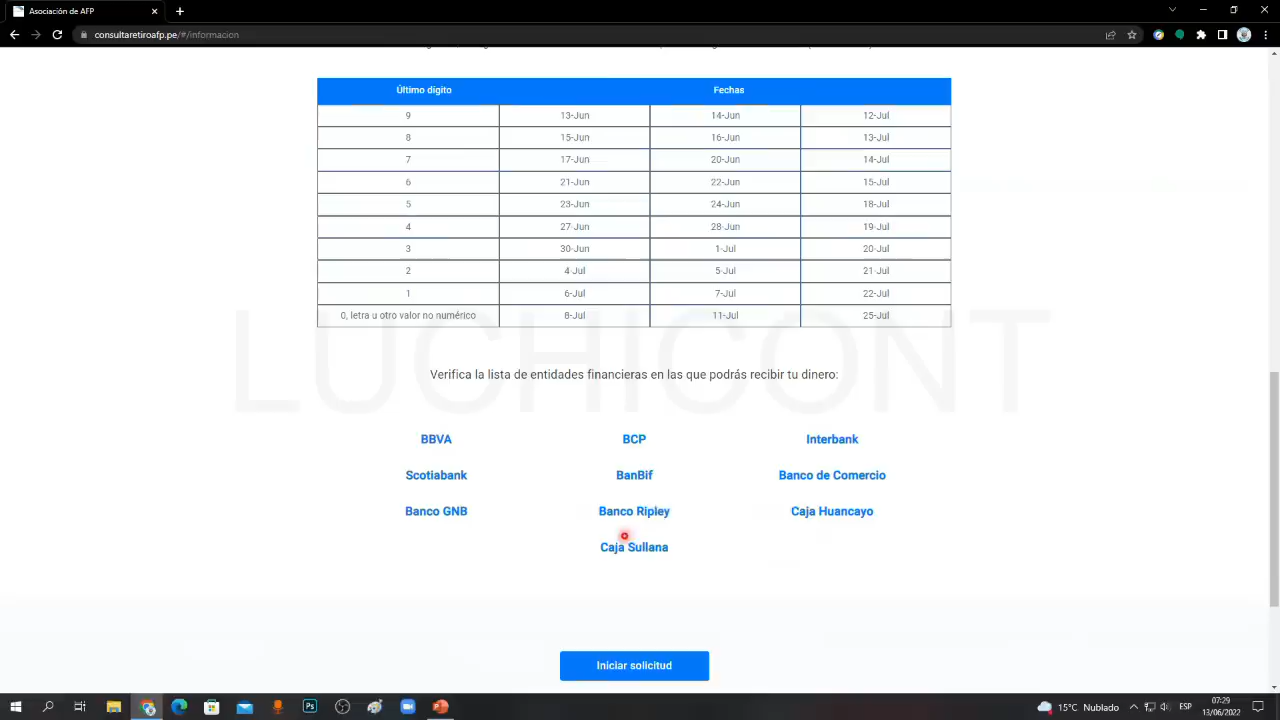 Asociación de AFP
consultaretiroafp.pe/#/informacion
Último dígito Fechas
9 13-Jun 14-Jun 12-Jul
8 15-Jun 16-Jun 13-Jul
7 17-Jun 20-Jun 14-Jul
6 21-Jun 22-Jun 15-Jul
5 23-Jun 24-Jun 18-Jul
4 27-Jun 28-Jun 19-Jul
3 30-Jun 1-Jul 20-Jul
2 4-Jul 5-Jul 21-Jul
1 6-Jul 7-Jul 22-Jul
0, letra u otro valor no numérico 8-Jul 11-Jul 25-Jul
LUCHICONT
Verifica la lista de entidades financieras en las que podrás recibir tu dinero:
BBVA BCP Interbank
Scotiabank BanBif Banco de Comercio
Banco GNB Banco Ripley Caja Huancayo
Caja Sullana
Iniciar solicitud
Ps
15°C Nublado ESP 07:29
13/06/2022